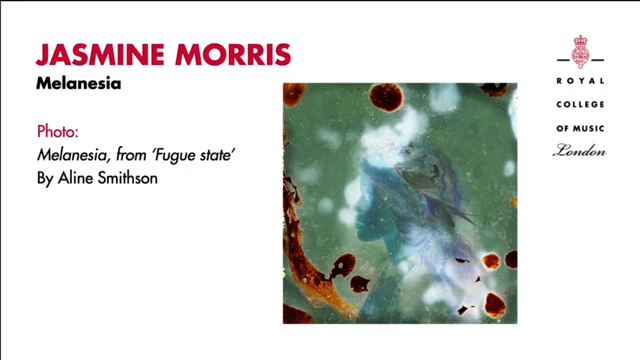 JASMINE MORRIS
Melanesia
Photo:
Melanesia, from ‘Fugue state’
By Aline Smithson
ROYAL
COLLEGE
OF MUSIC
London